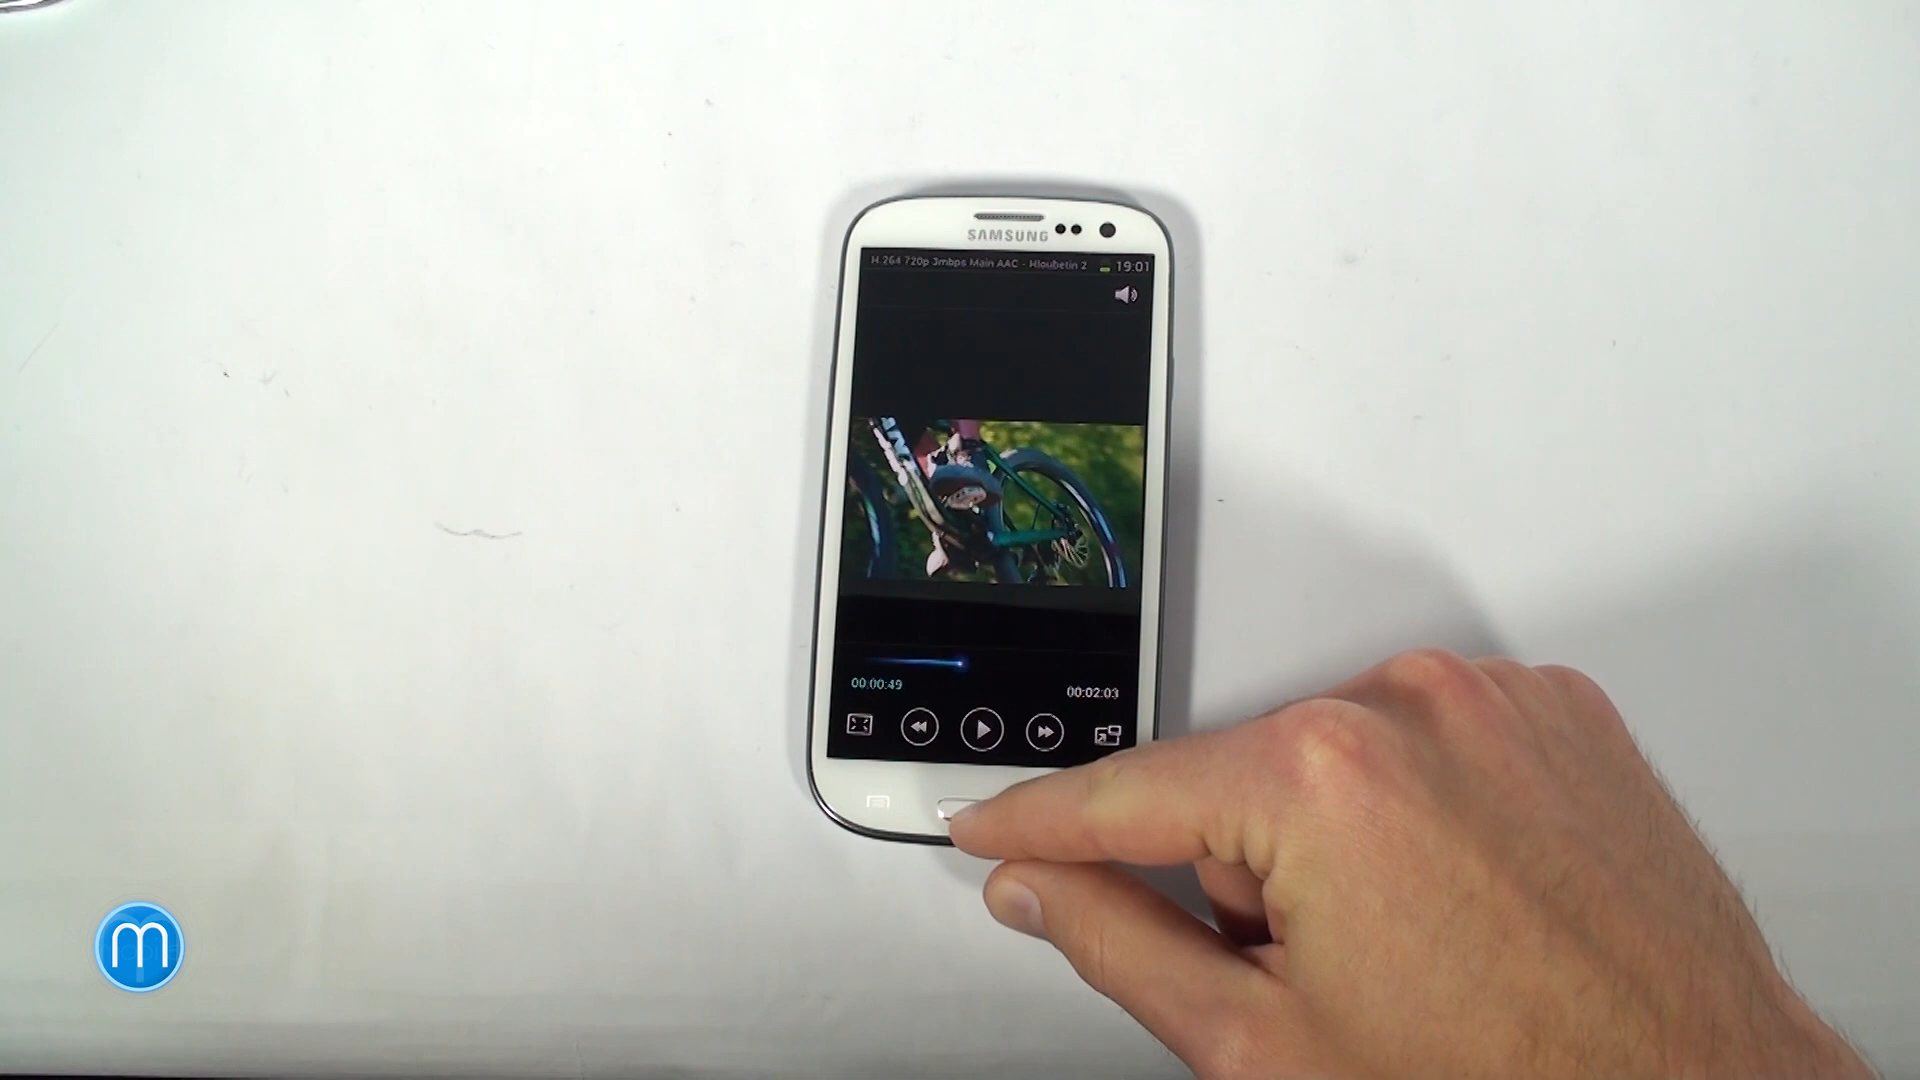 SAMSUNG
H.264 720p 3mbps Main AAC - Hloubetin 2 19:01
00:00:49
00:02:03
m